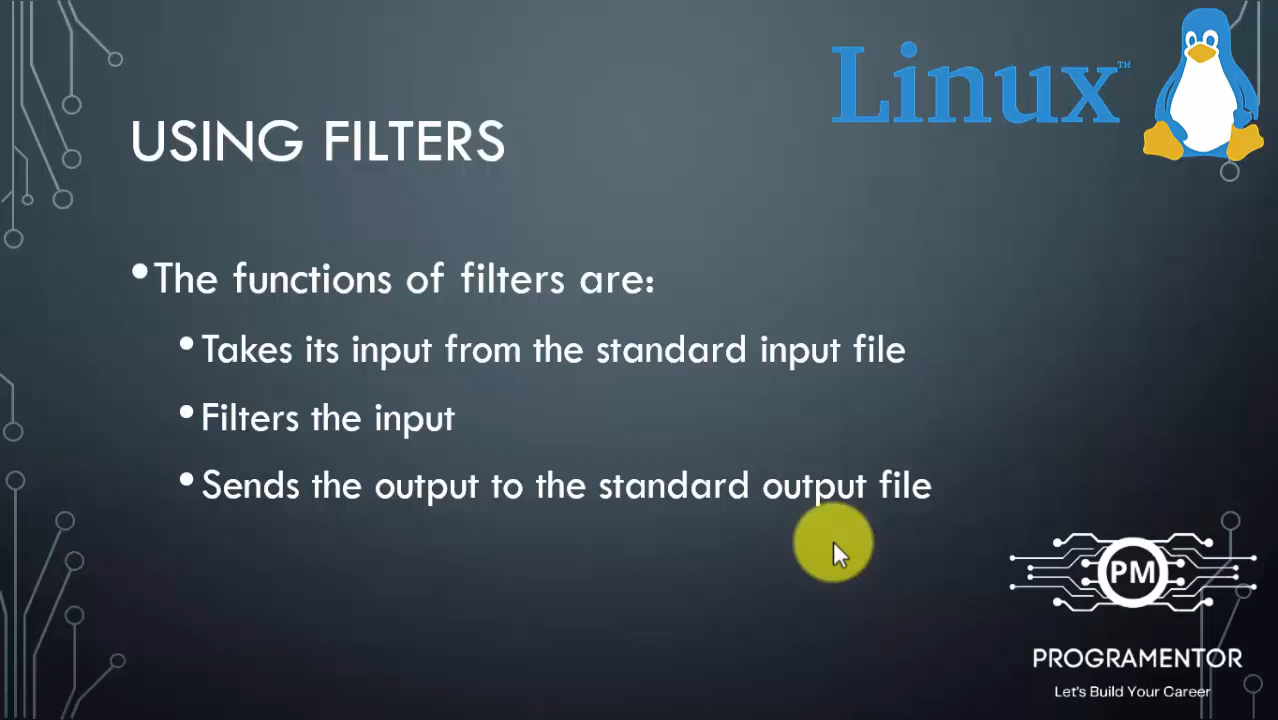 Linux™
USING FILTERS
•The functions of filters are:
•Takes its input from the standard input file
•Filters the input
•Sends the output to the standard output file
PM
PROGRAMENTOR
Let's Build Your Career